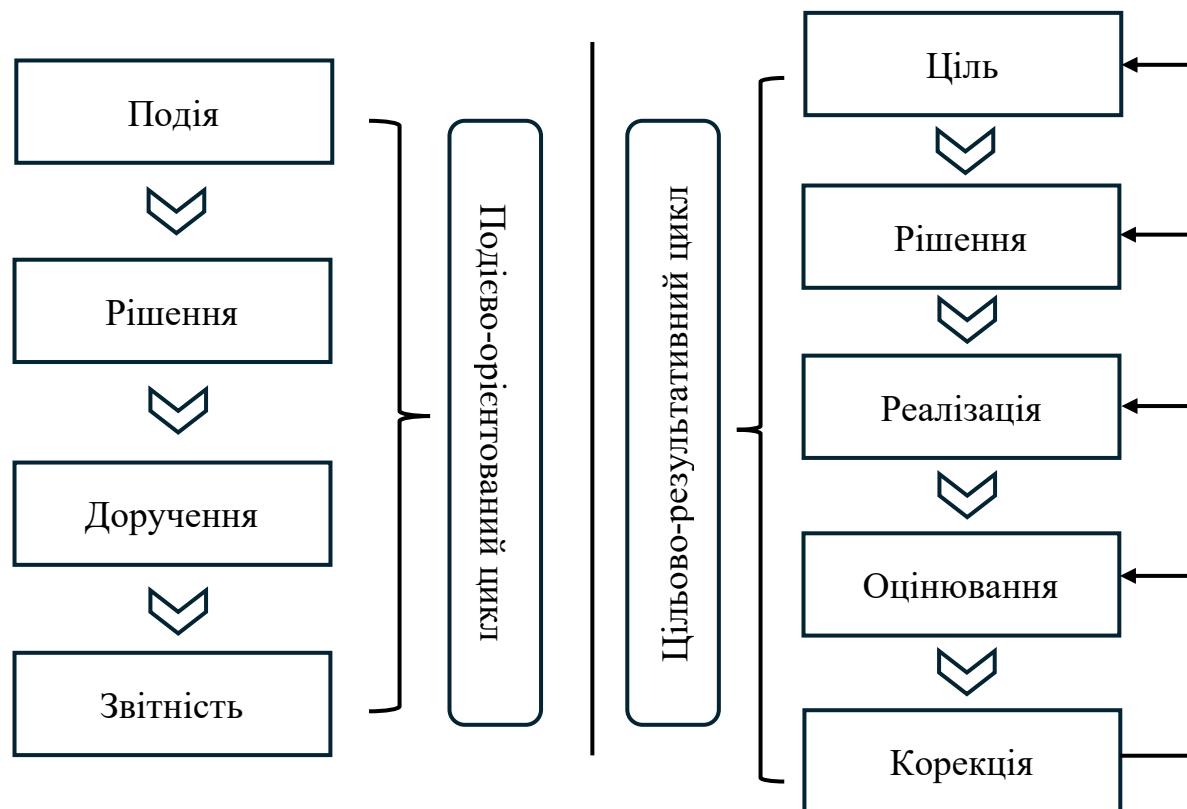 Подія
Рішення
Доручення
Звітність
Подієво-орієнтований цикл
Цільово-результативний цикл
Ціль
Рішення
Реалізація
Оцінювання
Корекція